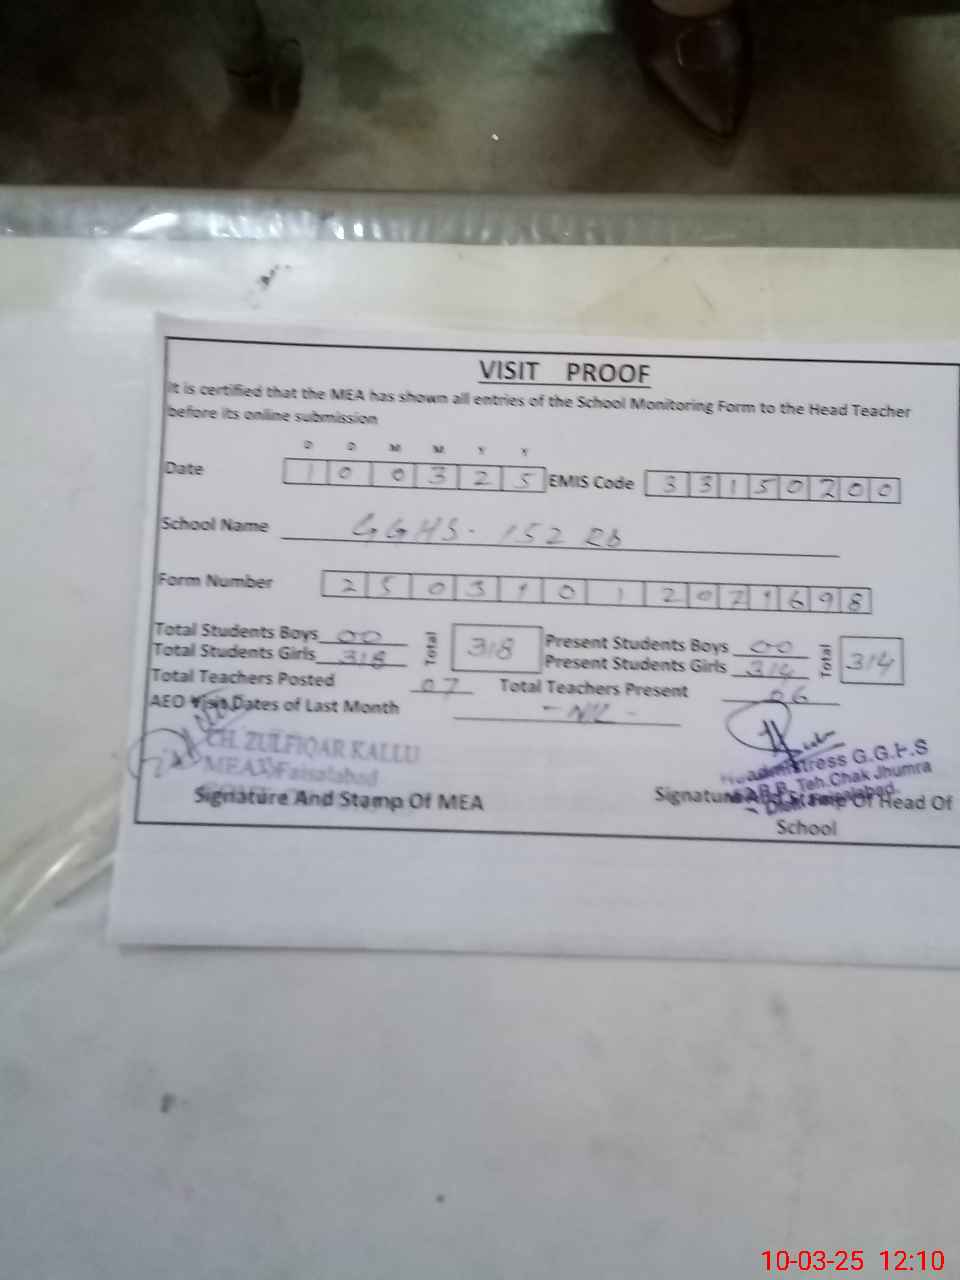 VISIT PROOF
It is certified that the MEA has shown all entries of the School Monitoring Form to the Head Teacher
before its online submission
D D M M Y Y
Date 1 0 0 3 2 5 EMIS Code 3 3 1 5 0 2 0 0
School Name GGHS - 152 RB
Form Number 2 5 0 3 1 0 1 2 0 2 1 6 9 8
Total Students Boys 00 Total 318 Present Students Boys 00 Total 314
Total Students Girls 318 Present Students Girls 314
Total Teachers Posted 07 Total Teachers Present 06
AEO Visit Dates of Last Month - Nil -
CH. ZULFIQAR KALLU
MEA Faisalabad
Signature And Stamp Of MEA
Headmistress G.G.H.S
R.B. Teh. Chak Jhumra
Distt. Faisalabad
Signature And Stamp Of Head Of
School
10-03-25 12:10